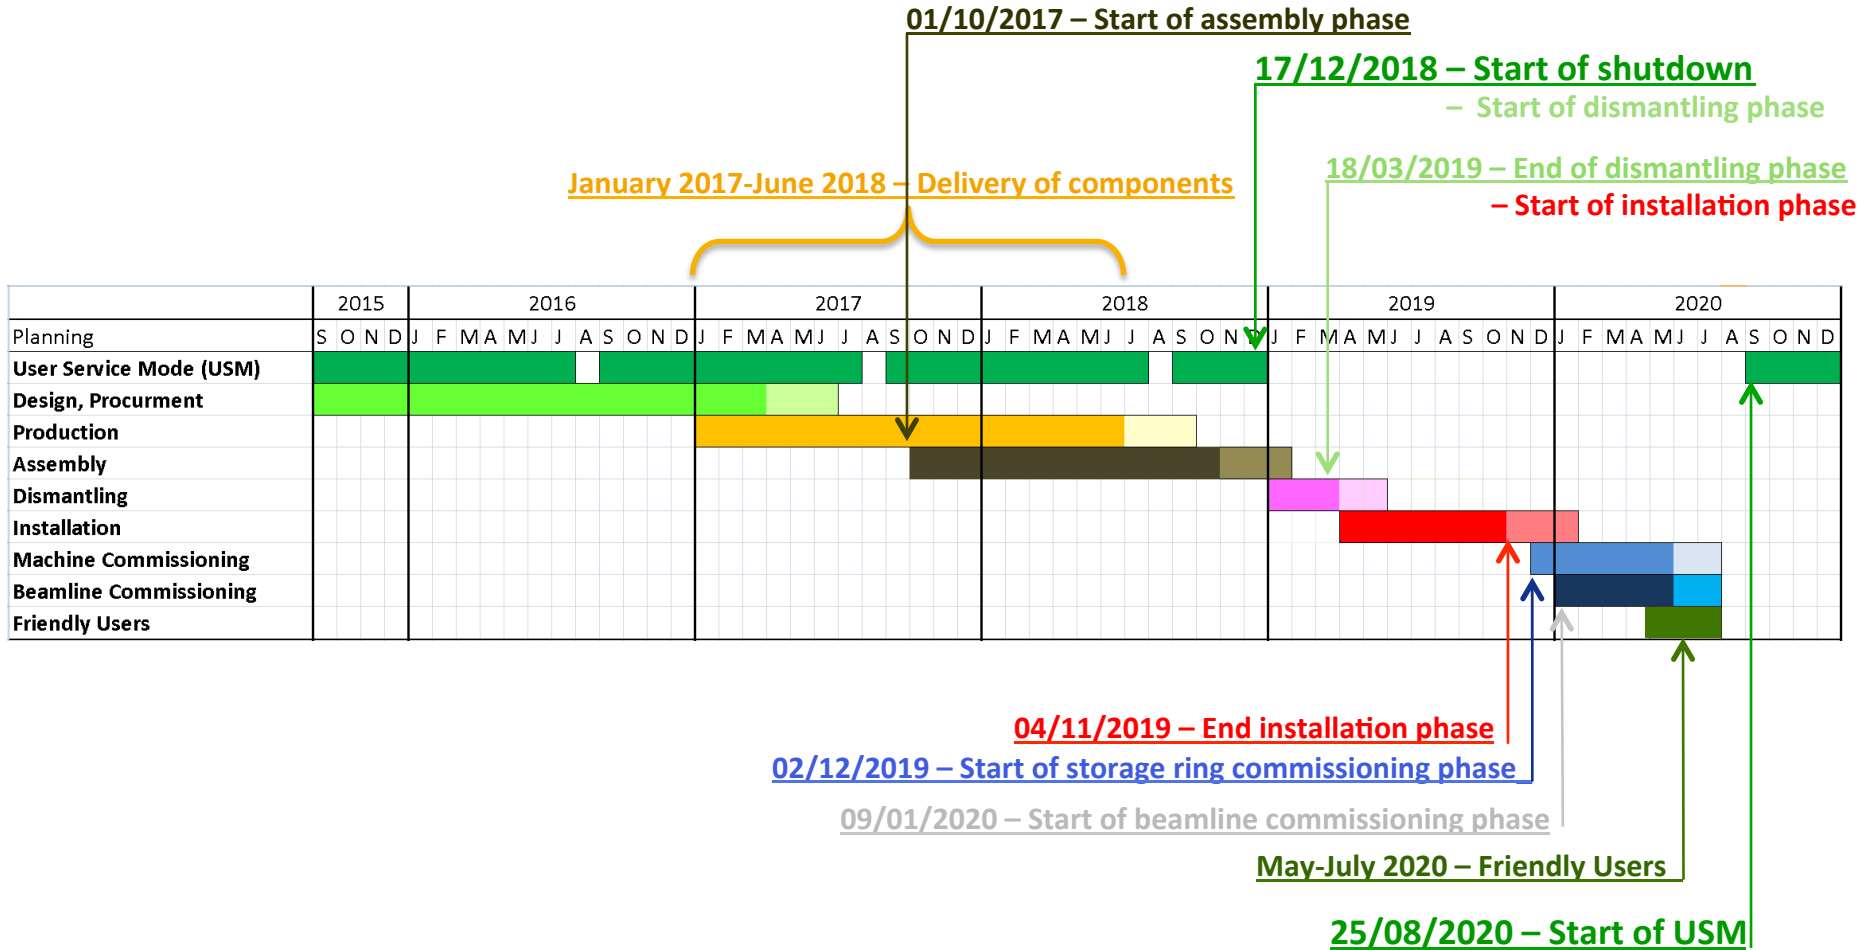 01/10/2017 – Start of assembly phase
17/12/2018 – Start of shutdown
– Start of dismantling phase
January 2017-June 2018 – Delivery of components
18/03/2019 – End of dismantling phase
– Start of installation phase
2015 2016 2017 2018 2019 2020
Planning S O N D J F M A M J J A S O N D J F M A M J J A S O N D J F M A M J J A S O N D J F M A M J J A S O N D J F M A M J J A S O N D
User Service Mode (USM)
Design, Procurment
Production
Assembly
Dismantling
Installation
Machine Commissioning
Beamline Commissioning
Friendly Users
04/11/2019 – End installation phase
02/12/2019 – Start of storage ring commissioning phase
09/01/2020 – Start of beamline commissioning phase
May-July 2020 – Friendly Users
25/08/2020 – Start of USM